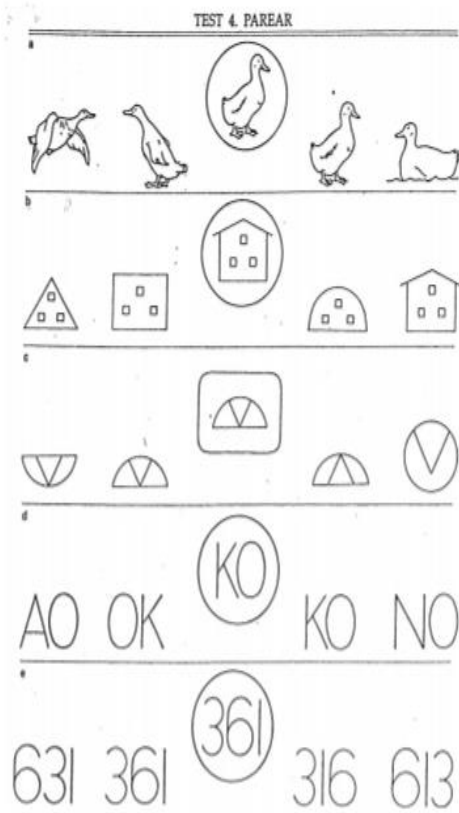 TEST 4. PAREAR
a
b
c
d
KO
AO OK KO NO
e
361
631 361 316 613